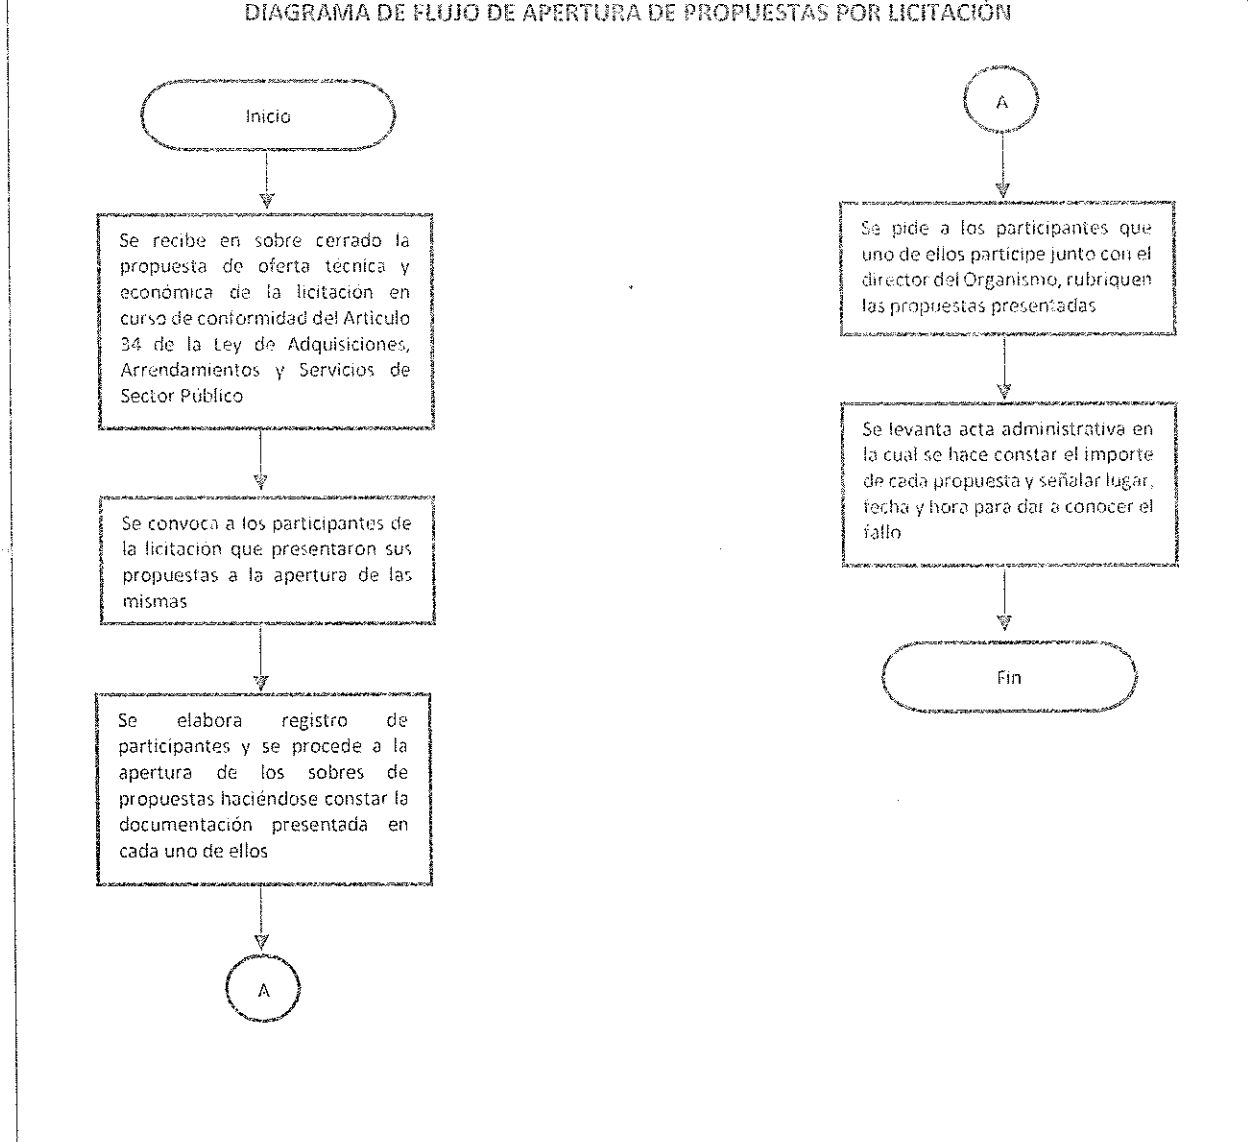 DIAGRAMA DE FLUJO DE APERTURA DE PROPUESTAS POR LICITACIÓN
Inicio
Se recibe en sobre cerrado la
propuesta de oferta técnica y
económica de la licitación en
curso de conformidad del Articulo
34 de la Ley de Adquisiciones,
Arrendamientos y Servicios de
Sector Público
Se convoca a los participantes de
la licitación que presentaron sus
propuestas a la apertura de las
mismas
Se elabora registro de
participantes y se procede a la
apertura de los sobres de
propuestas haciéndose constar la
documentación presentada en
cada uno de ellos
A
A
Se pide a los participantes que
uno de ellos participe junto con el
director del Organismo, rubriquen
las propuestas presentadas
Se levanta acta administrativa en
la cual se hace constar el importe
de cada propuesta y señalar lugar,
fecha y hora para dar a conocer el
fallo
Fin